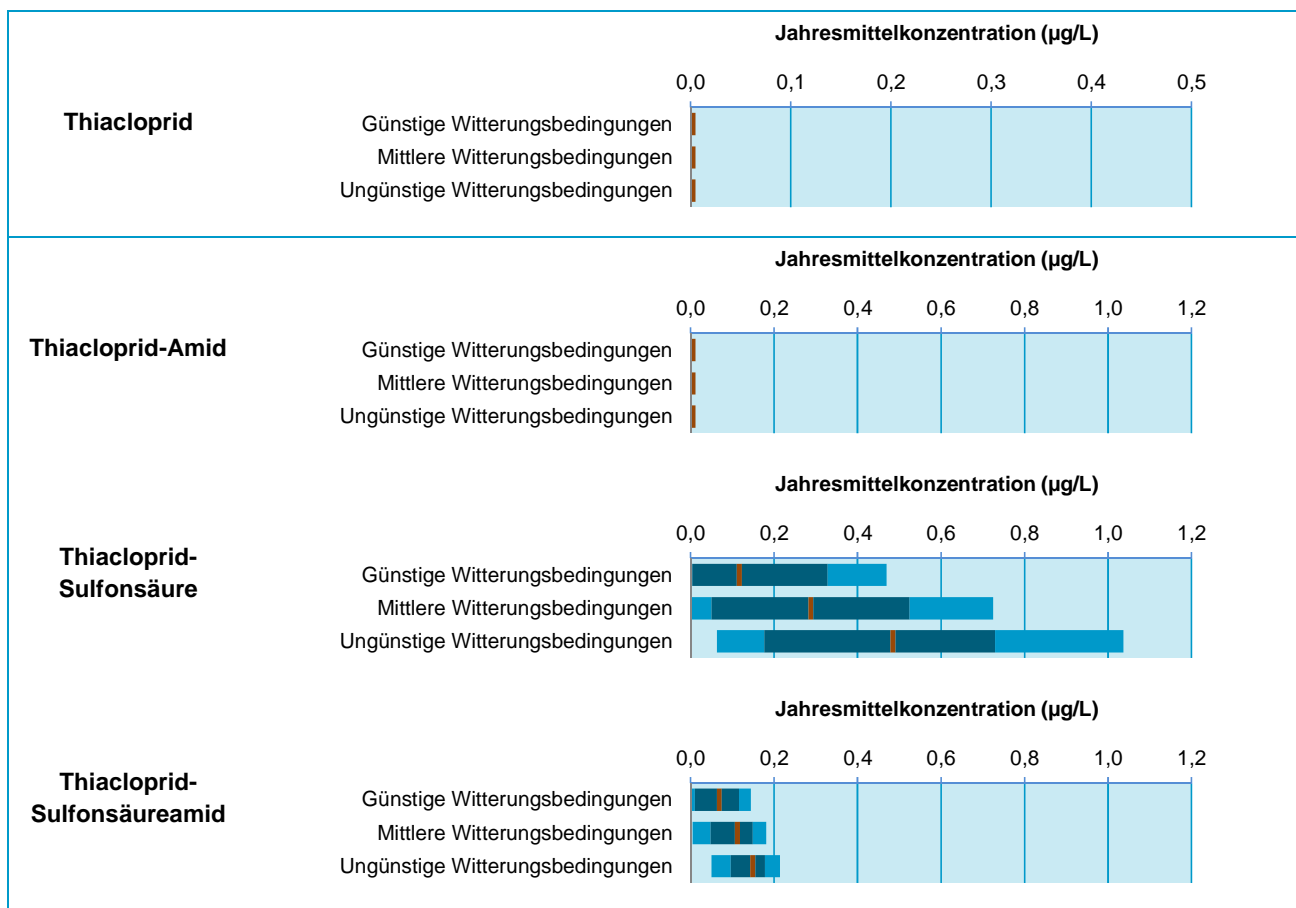 Jahresmittelkonzentration (µg/L)
0,0 0,1 0,2 0,3 0,4 0,5
Thiacloprid
Günstige Witterungsbedingungen
Mittlere Witterungsbedingungen
Ungünstige Witterungsbedingungen
Jahresmittelkonzentration (µg/L)
0,0 0,2 0,4 0,6 0,8 1,0 1,2
Thiacloprid-Amid
Günstige Witterungsbedingungen
Mittlere Witterungsbedingungen
Ungünstige Witterungsbedingungen
Jahresmittelkonzentration (µg/L)
0,0 0,2 0,4 0,6 0,8 1,0 1,2
Thiacloprid-
Sulfonsäure
Günstige Witterungsbedingungen
Mittlere Witterungsbedingungen
Ungünstige Witterungsbedingungen
Jahresmittelkonzentration (µg/L)
0,0 0,2 0,4 0,6 0,8 1,0 1,2
Thiacloprid-
Sulfonsäureamid
Günstige Witterungsbedingungen
Mittlere Witterungsbedingungen
Ungünstige Witterungsbedingungen